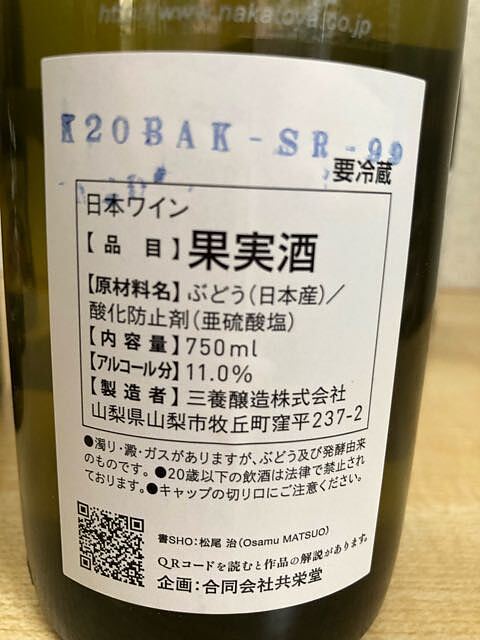 http://www.nakatoya.co.jp
K20BAK-SR-99
要冷蔵
日本ワイン
【品 目】果実酒
【原材料名】ぶどう（日本産）／
酸化防止剤（亜硫酸塩）
【内 容 量】750ml
【アルコール分】11.0%
【製 造 者】三養醸造株式会社
山梨県山梨市牧丘町窪平237-2
●濁り・澱・ガスがありますが、ぶどう及び発酵由来
のものです。●20歳以下の飲酒は法律で禁止され
ております。●キャップの切り口にご注意ください。
書SHO：松尾 治（Osamu MATSUO）
QRコードを読むと作品の解説があります。
企画：合同会社共栄堂